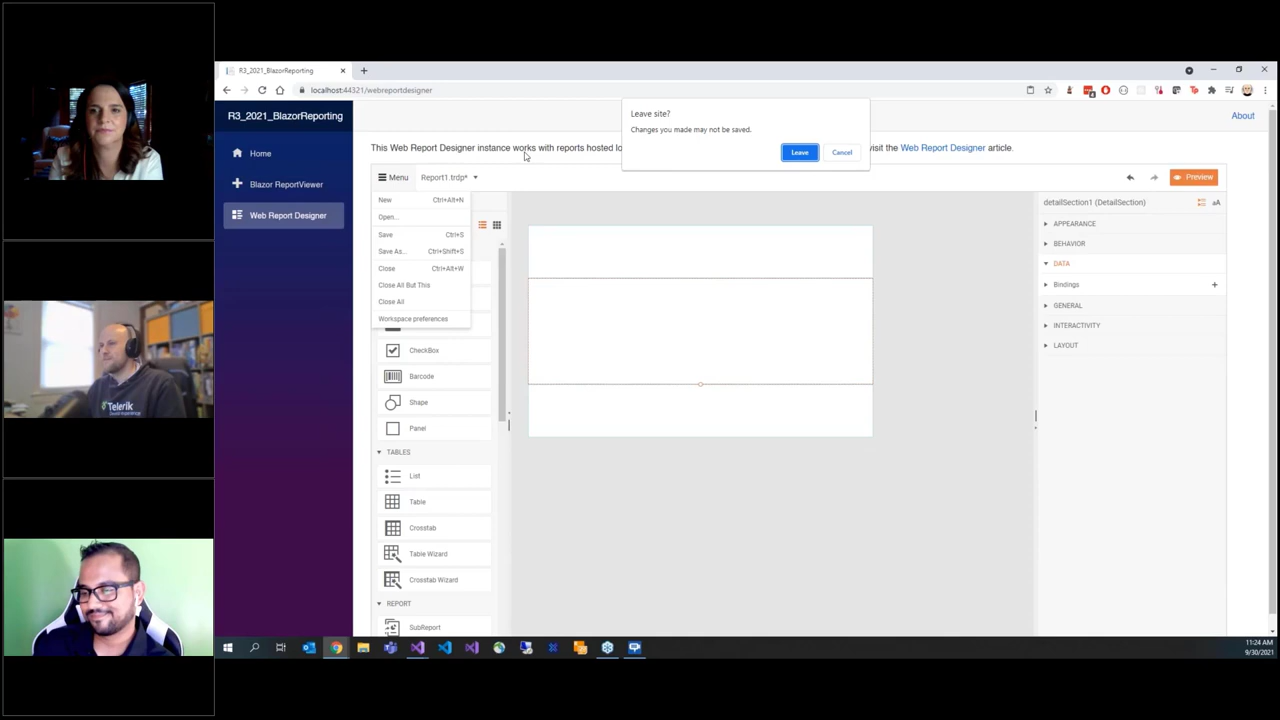 R3_2021_BlazorReporting
localhost:44321/webreportdesigner
Leave site?
Changes you made may not be saved.
Leave
Cancel
R3_2021_BlazorReporting
About
Home
Blazor ReportViewer
Web Report Designer
This Web Report Designer instance works with reports hosted lo
visit the Web Report Designer article.
Menu
Report1.trdp*
Preview
New Ctrl+Alt+N
Open...
Save Ctrl+S
Save As... Ctrl+Shift+S
Close Ctrl+Alt+W
Close All But This
Close All
Workspace preferences
CheckBox
Barcode
Shape
Panel
TABLES
List
Table
Crosstab
Table Wizard
Crosstab Wizard
REPORT
SubReport
detailSection1 (DetailSection)
aA
APPEARANCE
BEHAVIOR
DATA
Bindings
GENERAL
INTERACTIVITY
LAYOUT
Telerik
11:24 AM
9/30/2021